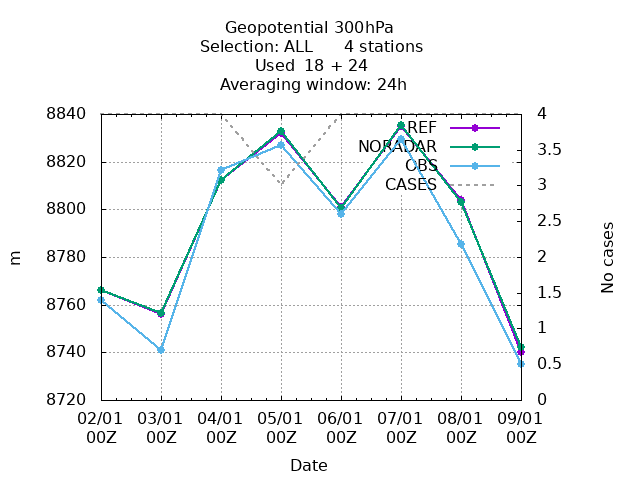 Geopotential 300hPa
Selection: ALL 4 stations
Used 18 + 24
Averaging window: 24h
8840
8820
8800
8780
8760
8740
8720
m
4
3.5
3
2.5
2
1.5
1
0.5
0
No cases
REF
NORADAR
OBS
CASES
02/01 03/01 04/01 05/01 06/01 07/01 08/01 09/01
00Z 00Z 00Z 00Z 00Z 00Z 00Z 00Z
Date